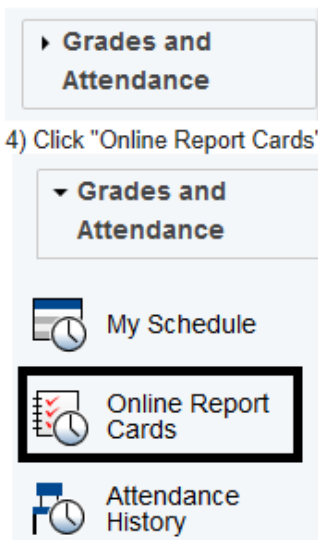 Grades and
Attendance
4) Click "Online Report Cards"
Grades and
Attendance
My Schedule
Online Report
Cards
Attendance
History